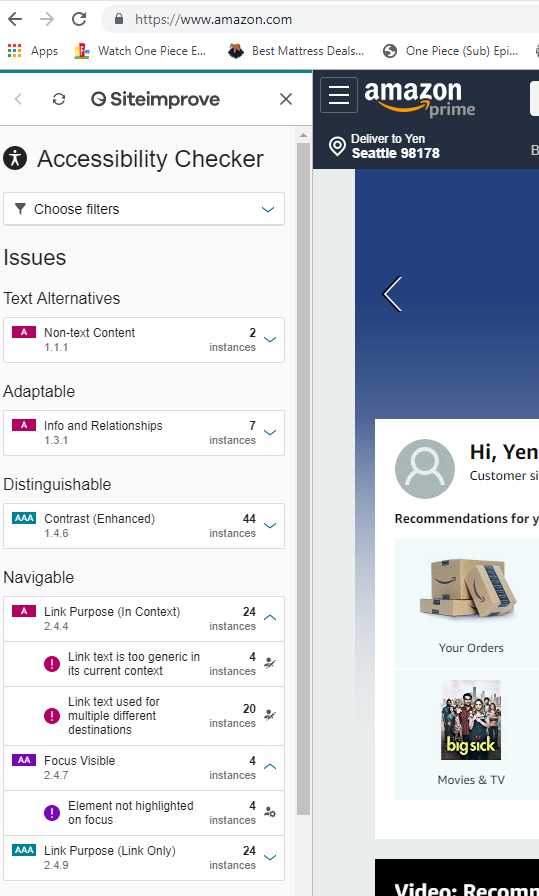 https://www.amazon.com
Apps
Watch One Piece E...
Best Mattress Deals...
One Piece (Sub) Epi...
Siteimprove
Accessibility Checker
Choose filters
Issues
Text Alternatives
A Non-text Content 2
1.1.1 instances
Adaptable
A Info and Relationships 7
1.3.1 instances
Distinguishable
AAA Contrast (Enhanced) 44
1.4.6 instances
Navigable
A Link Purpose (In Context) 24
2.4.4 instances
Link text is too generic in 4
its current context instances
Link text used for
multiple different 20
destinations instances
AA Focus Visible 4
2.4.7 instances
Element not highlighted 4
on focus instances
AAA Link Purpose (Link Only) 24
2.4.9 instances
amazon
prime
Deliver to Yen
Seattle 98178
B
Hi, Yen
Customer si
Recommendations for y
Your Orders
big sick
Movies & TV
Video: Recomm